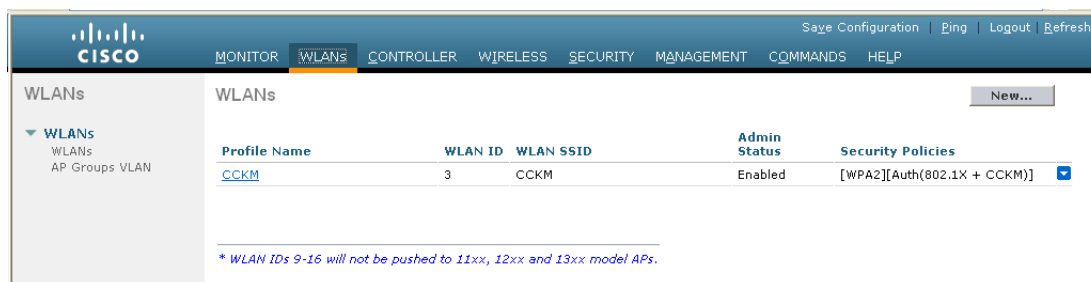 Save Configuration | Ping | Logout | Refresh
CISCO
MONITOR WLANs CONTROLLER WIRELESS SECURITY MANAGEMENT COMMANDS HELP
WLANs
WLANs
WLANs
AP Groups VLAN
WLANs
New...
Profile Name WLAN ID WLAN SSID Admin Status Security Policies
CCKM 3 CCKM Enabled [WPA2][Auth(802.1X + CCKM)]
* WLAN IDs 9-16 will not be pushed to 11xx, 12xx and 13xx model APs.